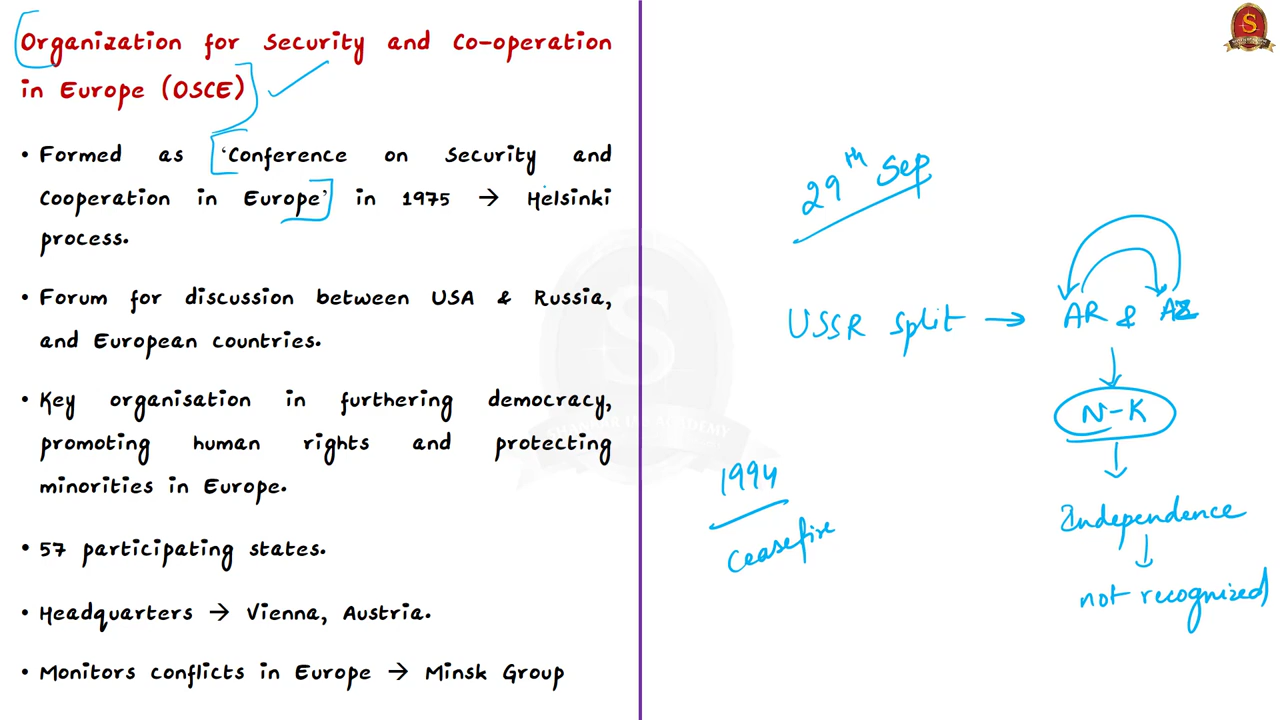 Organization for Security and Co-operation
in Europe (OSCE)
• Formed as 'Conference on Security and
Cooperation in Europe' in 1975 → Helsinki
process.
• Forum for discussion between USA & Russia,
and European countries.
• Key organisation in furthering democracy,
promoting human rights and protecting
minorities in Europe.
• 57 participating states.
• Headquarters → Vienna, Austria.
• Monitors conflicts in Europe → Minsk Group
29th Sep
USSR split → AR & AZ
N-K
1994
Ceasefire
Independence
not recognized
S